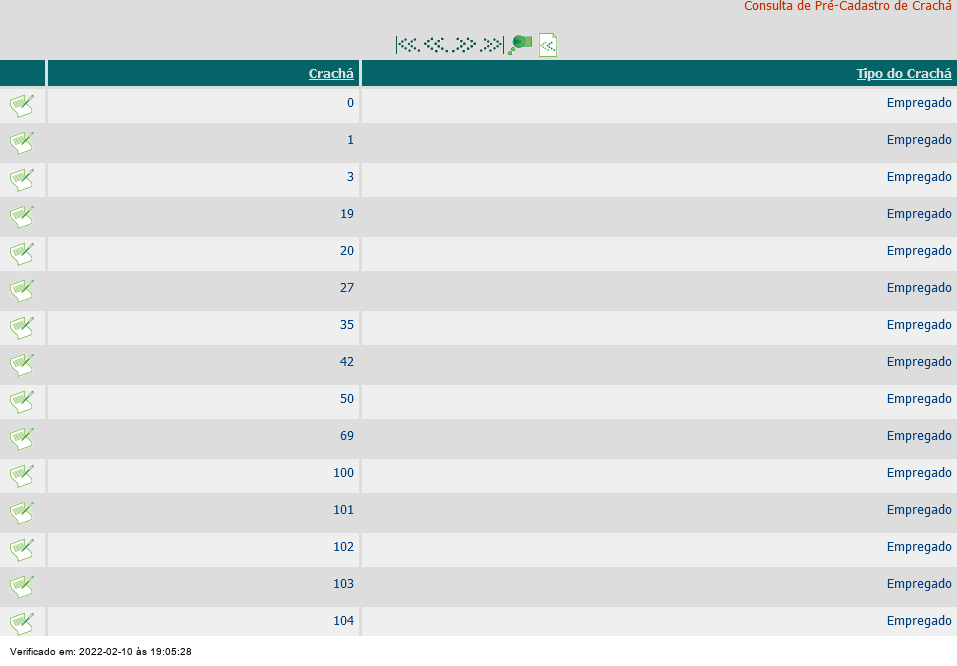 Consulta de Pré-Cadastro de Crachá
Crachá Tipo do Crachá
0 Empregado
1 Empregado
3 Empregado
19 Empregado
20 Empregado
27 Empregado
35 Empregado
42 Empregado
50 Empregado
69 Empregado
100 Empregado
101 Empregado
102 Empregado
103 Empregado
104 Empregado
Verificado em: 2022-02-10 às 19:05:28